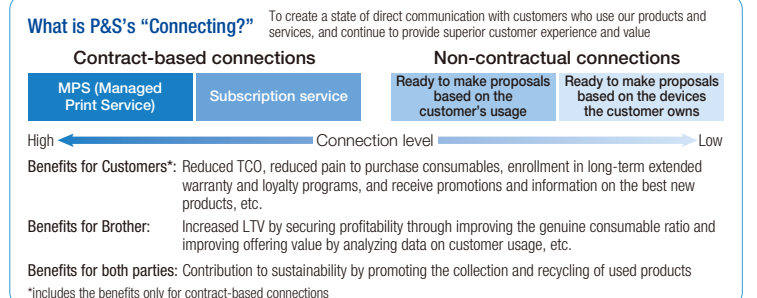 What is P&S's “Connecting?”
To create a state of direct communication with customers who use our products and
services, and continue to provide superior customer experience and value
Contract-based connections
Non-contractual connections
MPS (Managed
Print Service)
Subscription service
Ready to make proposals
based on the
customer's usage
Ready to make proposals
based on the devices
the customer owns
High
Connection level
Low
Benefits for Customers*: Reduced TCO, reduced pain to purchase consumables, enrollment in long-term extended
warranty and loyalty programs, and receive promotions and information on the best new
products, etc.
Benefits for Brother: Increased LTV by securing profitability through improving the genuine consumable ratio and
improving offering value by analyzing data on customer usage, etc.
Benefits for both parties: Contribution to sustainability by promoting the collection and recycling of used products
*includes the benefits only for contract-based connections